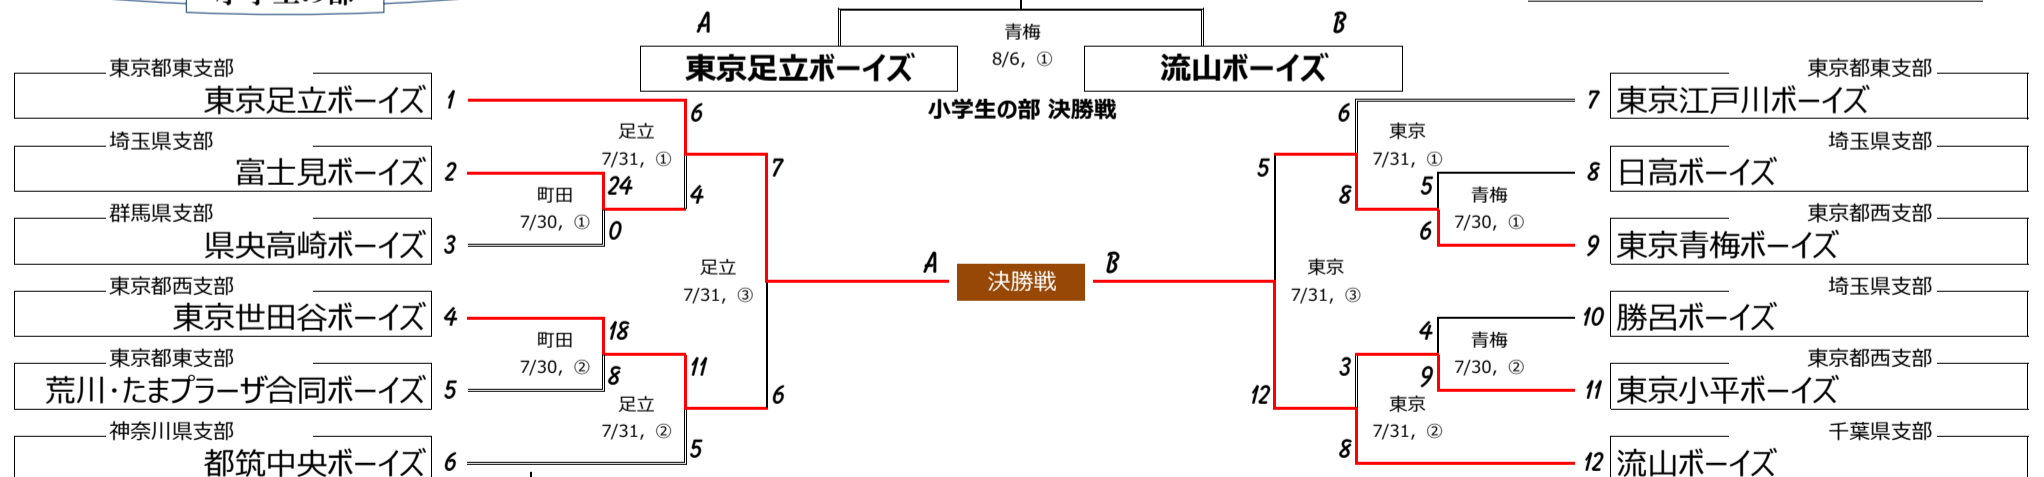 A
B
青梅
8/6, ①
東京足立ボーイズ
流山ボーイズ
小学生の部 決勝戦
東京都東支部
東京足立ボーイズ 1
埼玉県支部
富士見ボーイズ 2
群馬県支部
県央高崎ボーイズ 3
東京都西支部
東京世田谷ボーイズ 4
東京都東支部
荒川・たまプラーザ合同ボーイズ 5
神奈川県支部
都筑中央ボーイズ 6
町田
7/30, ①
24
0
町田
7/30, ②
18
8
足立
7/31, ①
6
4
足立
7/31, ②
11
5
足立
7/31, ③
7
6
A 決勝戦 B
東京
7/31, ③
5
12
東京
7/31, ①
6
8
東京
7/31, ②
3
8
青梅
7/30, ①
5
6
青梅
7/30, ②
4
9
東京都東支部
7 東京江戸川ボーイズ
埼玉県支部
8 日高ボーイズ
東京都西支部
9 東京青梅ボーイズ
埼玉県支部
10 勝呂ボーイズ
東京都西支部
11 東京小平ボーイズ
千葉県支部
12 流山ボーイズ